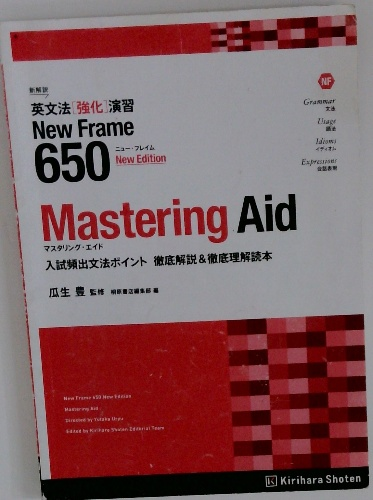 新解説
英文法[強化]演習
New Frame
ニュー・フレイム
650
New Edition
NF
Grammar
文法
Usage
語法
Idioms
イディオム
Expressions
会話表現
Mastering Aid
マスタリング・エイド
入試頻出文法ポイント 徹底解説&徹底理解読本
瓜生 豊 監修 桐原書店編集部 編
New Frame 650 New Edition
Mastering Aid
Directed by Yutaka Uryu
Edited by Kirihara Shoten Editorial Team
K Kirihara Shoten